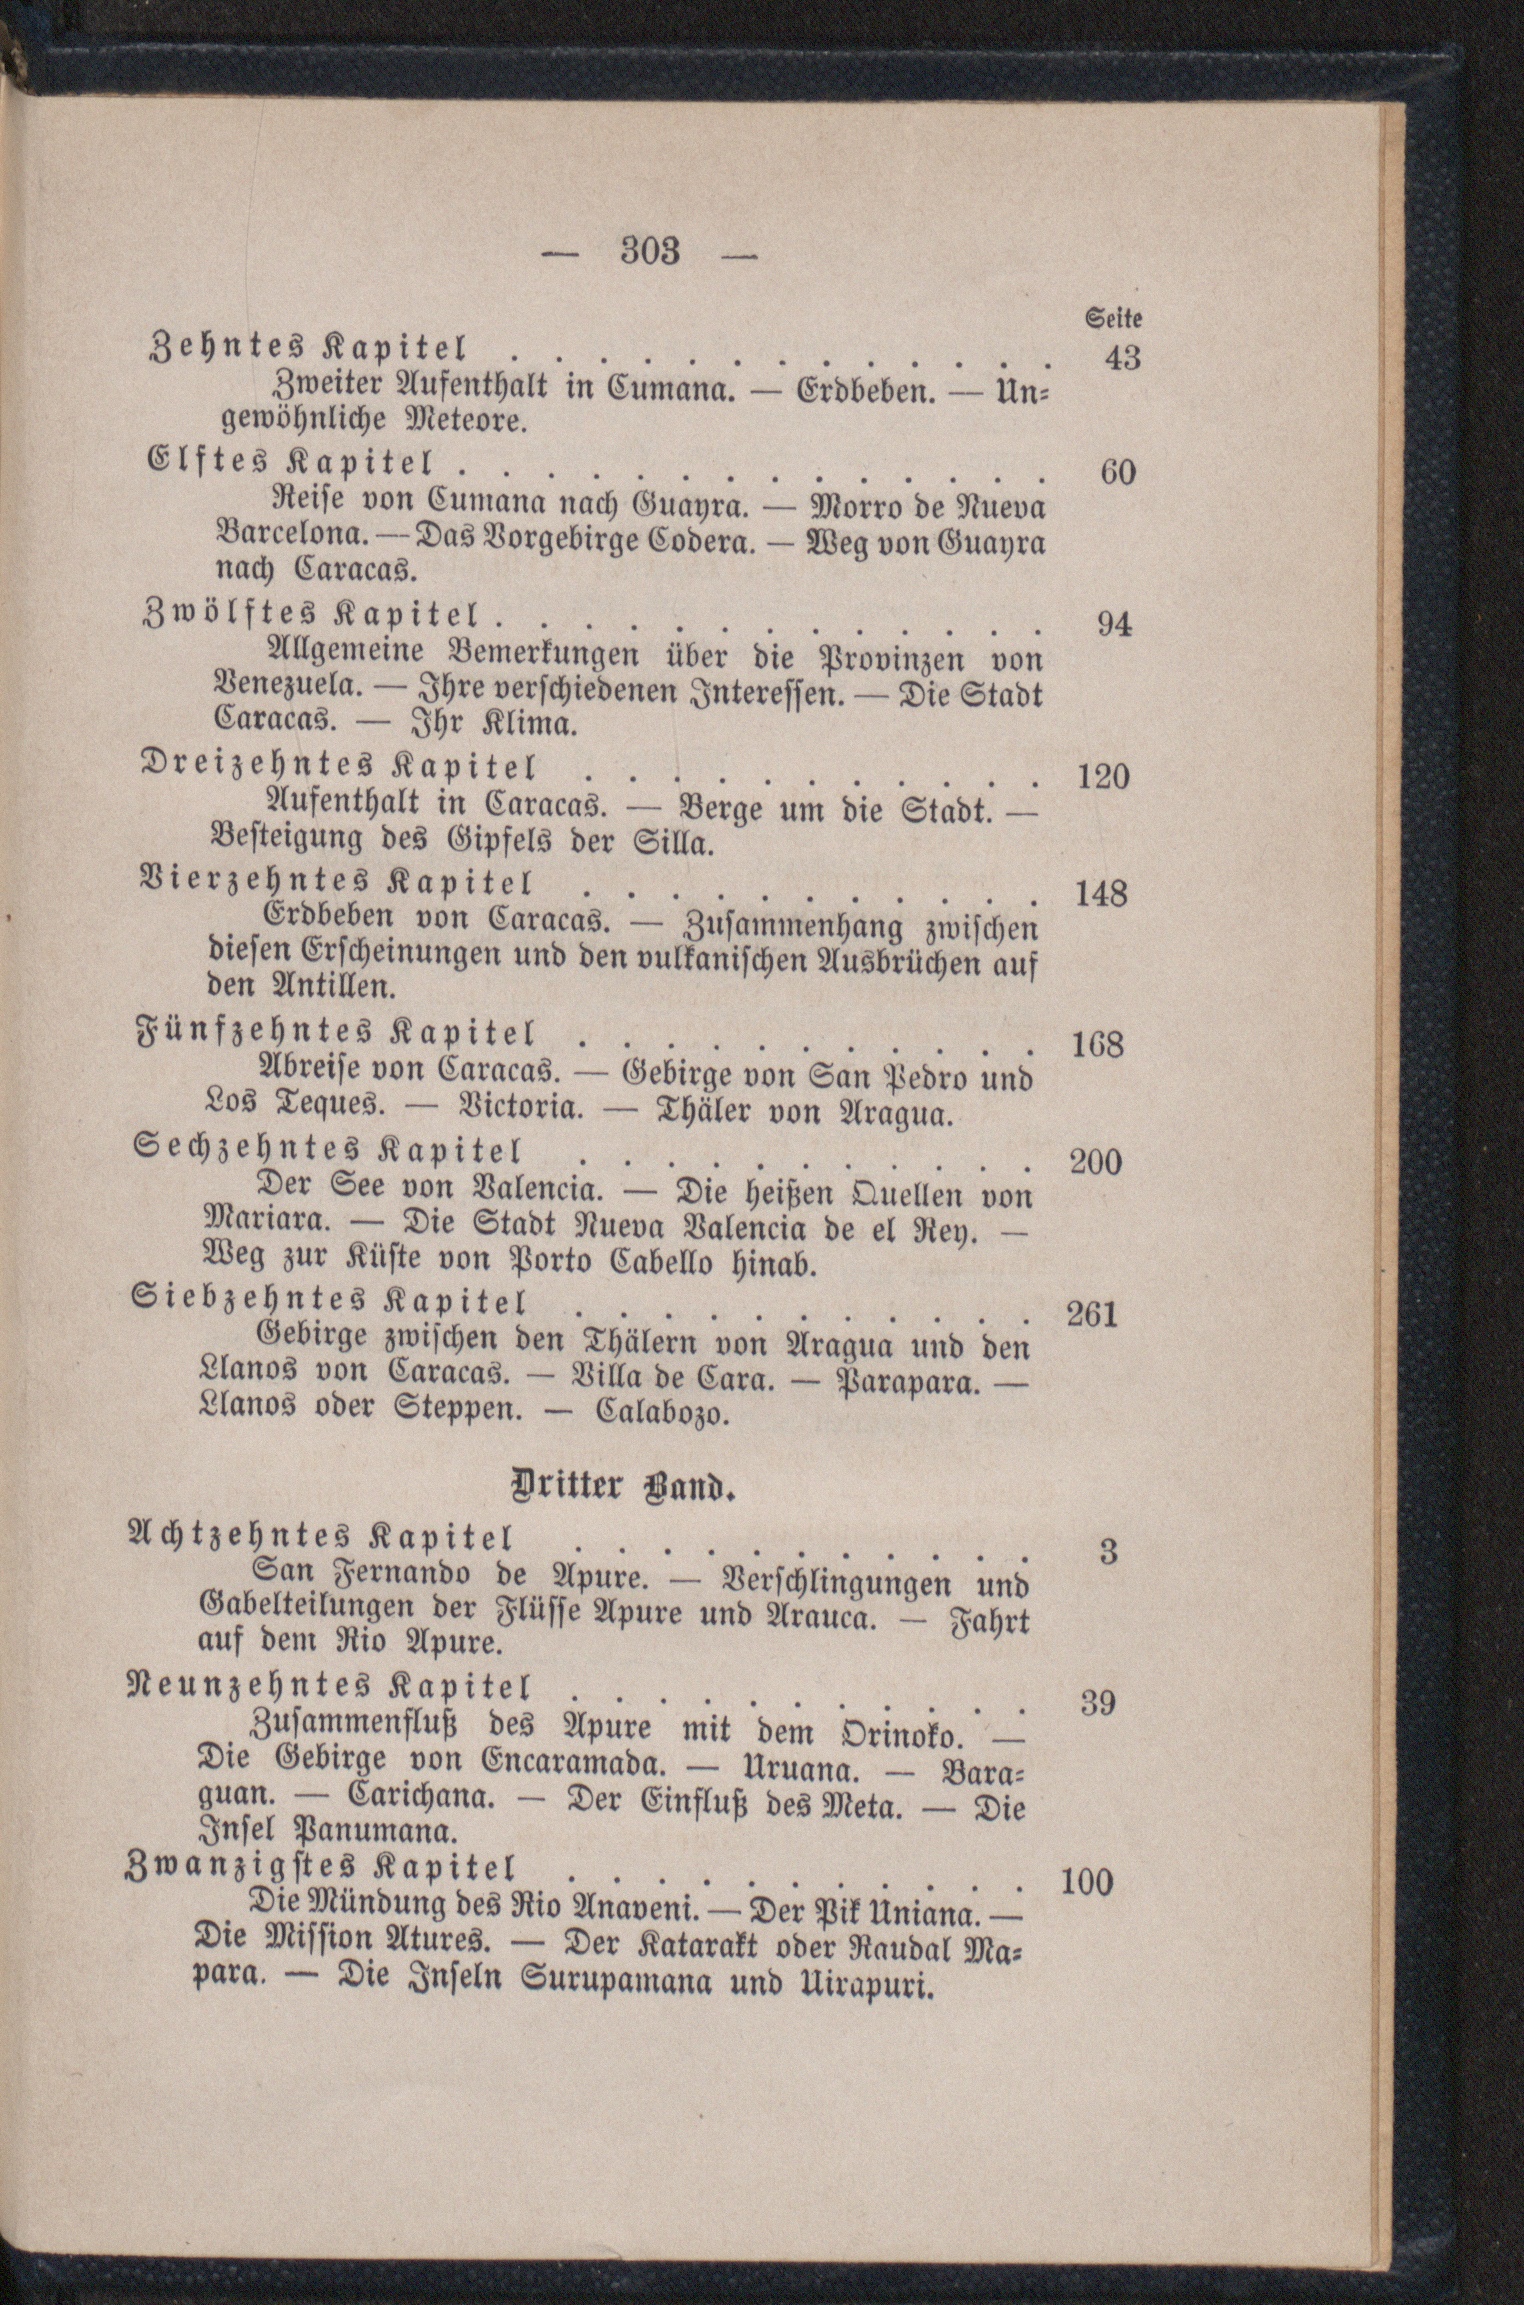 — 303 —
Seite
Zehntes Kapitel . . . . . . . . . . . . . 43
Zweiter Aufenthalt in Cumana. — Erdbeben. — Un-
gewöhnliche Meteore.
Elftes Kapitel . . . . . . . . . . . . . . 60
Reise von Cumana nach Guayra. — Morro de Nueva
Barcelona. — Das Vorgebirge Codera. — Weg von Guayra
nach Caracas.
Zwölftes Kapitel . . . . . . . . . . . . . 94
Allgemeine Bemerkungen über die Provinzen von
Venezuela. — Ihre verschiedenen Interessen. — Die Stadt
Caracas. — Ihr Klima.
Dreizehntes Kapitel . . . . . . . . . . . 120
Aufenthalt in Caracas. — Berge um die Stadt. —
Besteigung des Gipfels der Silla.
Vierzehntes Kapitel . . . . . . . . . . . 148
Erdbeben von Caracas. — Zusammenhang zwischen
diesen Erscheinungen und den vulkanischen Ausbrüchen auf
den Antillen.
Fünfzehntes Kapitel . . . . . . . . . . . 168
Abreise von Caracas. — Gebirge von San Pedro und
Los Teques. — Victoria. — Thäler von Aragua.
Sechzehntes Kapitel . . . . . . . . . . . 200
Der See von Valencia. — Die heißen Quellen von
Mariara. — Die Stadt Nueva Valencia de el Rey. —
Weg zur Küste von Porto Cabello hinab.
Siebzehntes Kapitel . . . . . . . . . . . 261
Gebirge zwischen den Thälern von Aragua und den
Llanos von Caracas. — Villa de Cara. — Parapara. —
Llanos oder Steppen. — Calabozo.
Dritter Band.
Achtzehntes Kapitel . . . . . . . . . . . 3
San Fernando de Apure. — Verschlingungen und
Gabelteilungen der Flüsse Apure und Arauca. — Fahrt
auf dem Rio Apure.
Neunzehntes Kapitel . . . . . . . . . . . 39
Zusammenfluß des Apure mit dem Orinoko. —
Die Gebirge von Encaramada. — Uruana. — Bara-
guan. — Carichana. — Der Einfluß des Meta. — Die
Insel Panumana.
Zwanzigstes Kapitel . . . . . . . . . . . 100
Die Mündung des Rio Anaveni. — Der Pik Uniana. —
Die Mission Atures. — Der Katarakt oder Raudal Ma-
para. — Die Inseln Surupamana und Uirapuri.